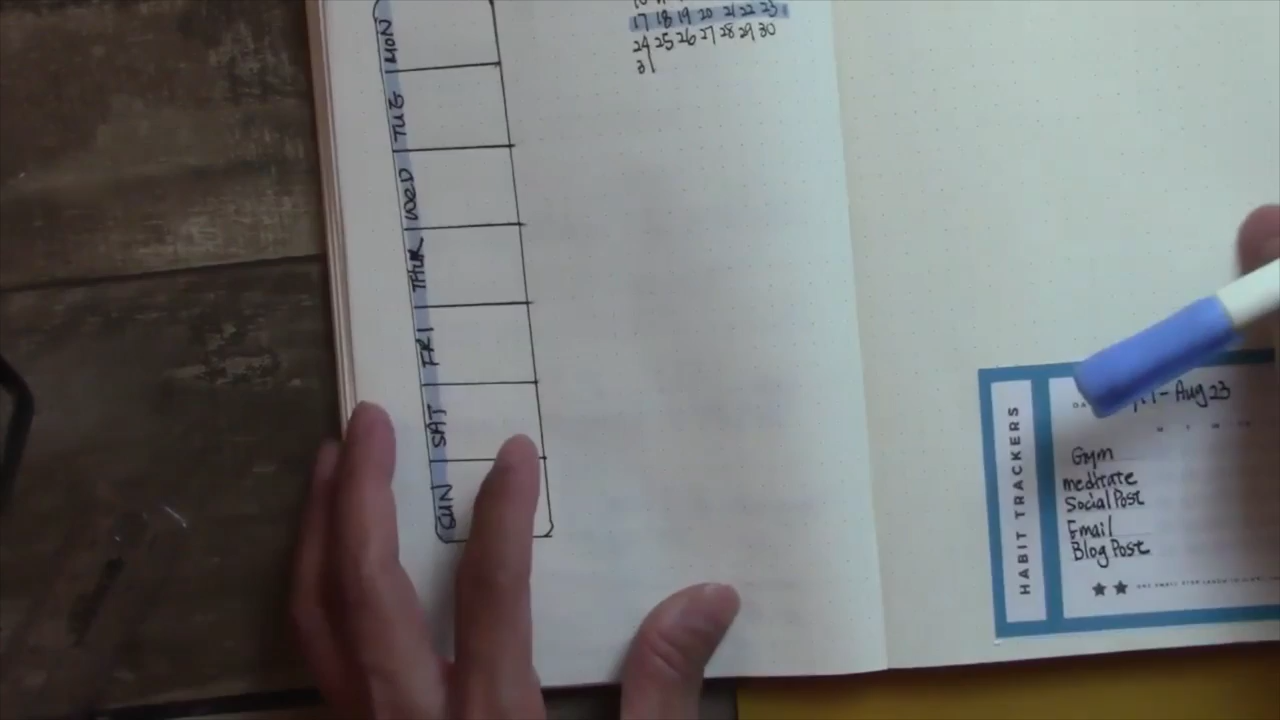 MON
TUE
WED
THUR
FRI
SAT
SUN
17 18 19 20 21 22 23
24 25 26 27 28 29 30
31
HABIT TRACKERS
- Aug 23
Gym
meditate
Social Post
Email
Blog Post